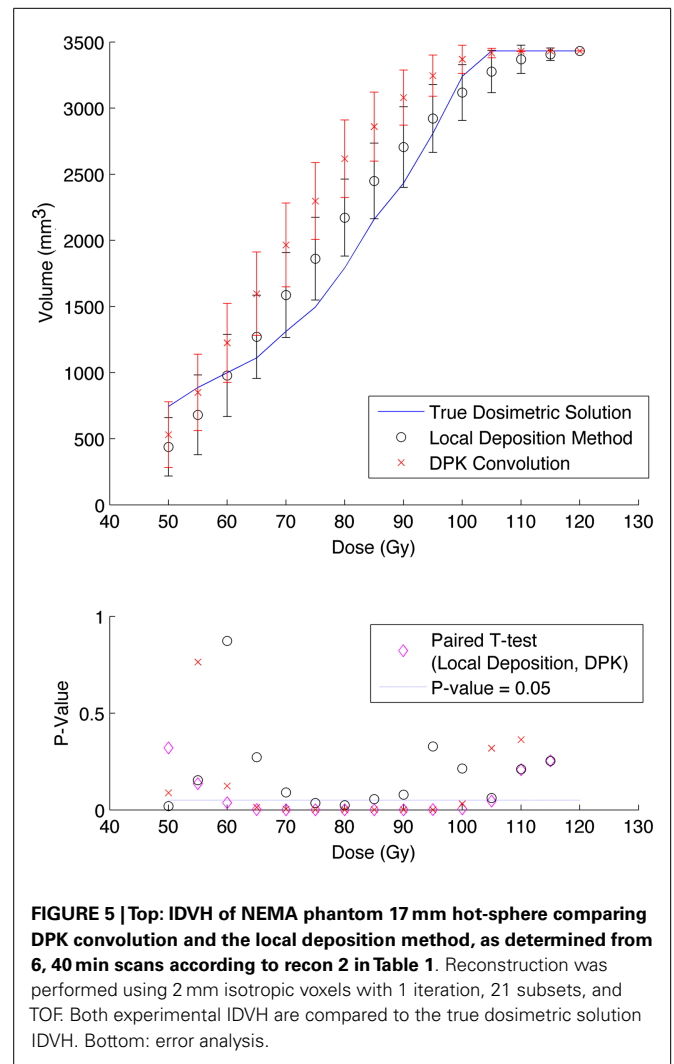 3500
3000
2500
2000
1500
1000
500
0
Volume (mm³)
40 50 60 70 80 90 100 110 120 130
Dose (Gy)
True Dosimetric Solution
Local Deposition Method
DPK Convolution
1
0.5
0
P-Value
40 50 60 70 80 90 100 110 120 130
Dose (Gy)
Paired T-test
(Local Deposition, DPK)
P-value = 0.05
FIGURE 5 | Top: IDVH of NEMA phantom 17 mm hot-sphere comparing
DPK convolution and the local deposition method, as determined from
6, 40 min scans according to recon 2 in Table 1. Reconstruction was
performed using 2 mm isotropic voxels with 1 iteration, 21 subsets, and
TOF. Both experimental IDVH are compared to the true dosimetric solution
IDVH. Bottom: error analysis.